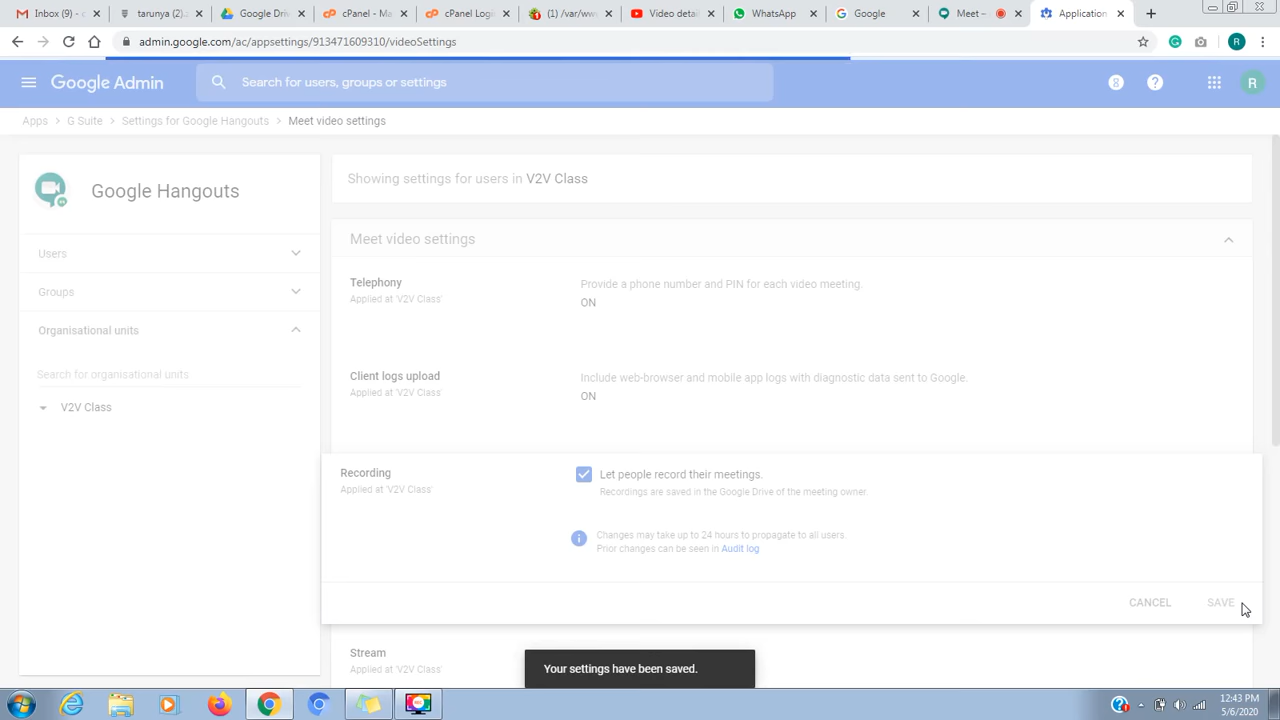 Inbox (
tarunya (2
Google Driv
cPanel - Ma
cPanel Logi
(1) /var/ww
Video detai
WhatsApp
Google
Meet –
Application
admin.google.com/ac/appsettings/913471609310/videoSettings
R
Google Admin
Search for users, groups or settings
8
?
R
Apps > G Suite > Settings for Google Hangouts > Meet video settings
Google Hangouts
Users
Groups
Organisational units
Search for organisational units
V2V Class
Showing settings for users in V2V Class
Meet video settings
Telephony
Applied at 'V2V Class'
Provide a phone number and PIN for each video meeting.
ON
Client logs upload
Applied at 'V2V Class'
Include web-browser and mobile app logs with diagnostic data sent to Google.
ON
Recording
Applied at 'V2V Class'
Let people record their meetings.
Recordings are saved in the Google Drive of the meeting owner.
Changes may take up to 24 hours to propagate to all users.
Prior changes can be seen in Audit log
CANCEL SAVE
Stream
Applied at 'V2V Class'
Your settings have been saved.
12:43 PM
5/6/2020